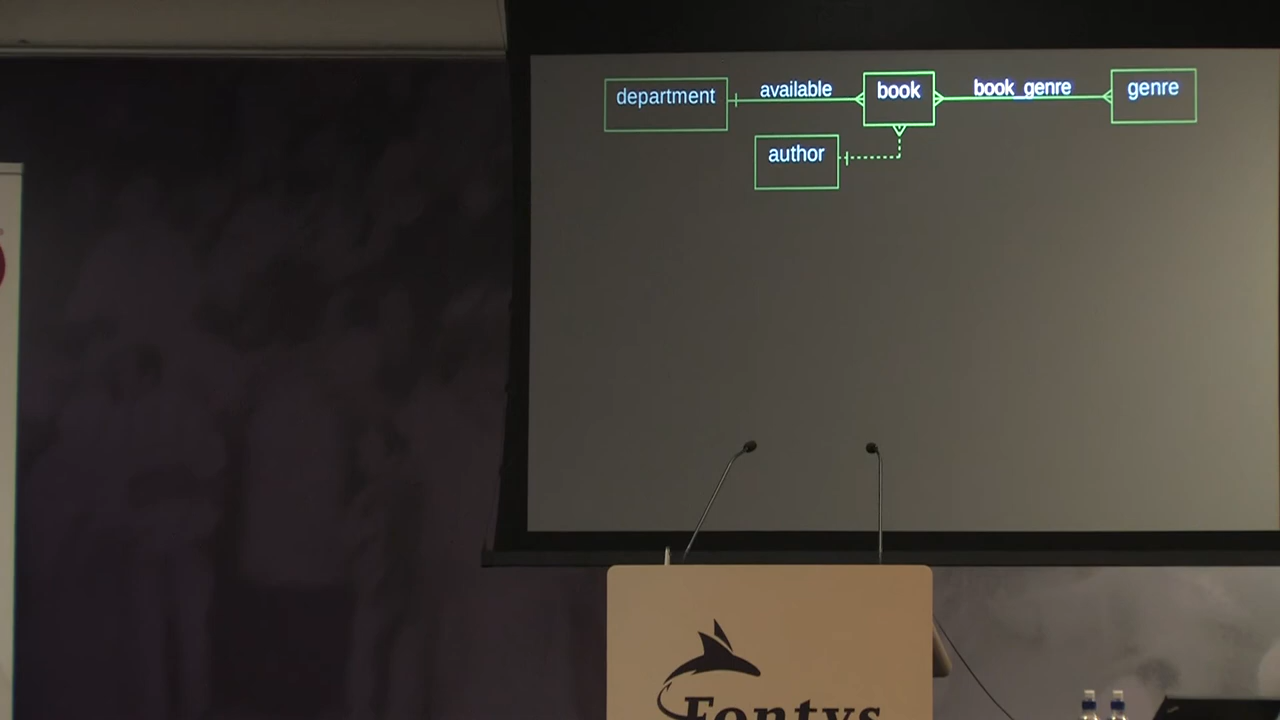 department
available
book
book_genre
genre
author
Fontys